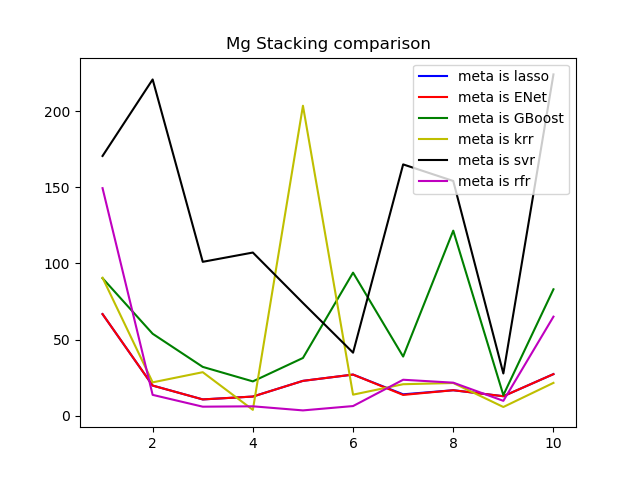 Mg Stacking comparison
meta is lasso
meta is ENet
meta is GBoost
meta is krr
meta is svr
meta is rfr
200
150
100
50
0
2 4 6 8 10